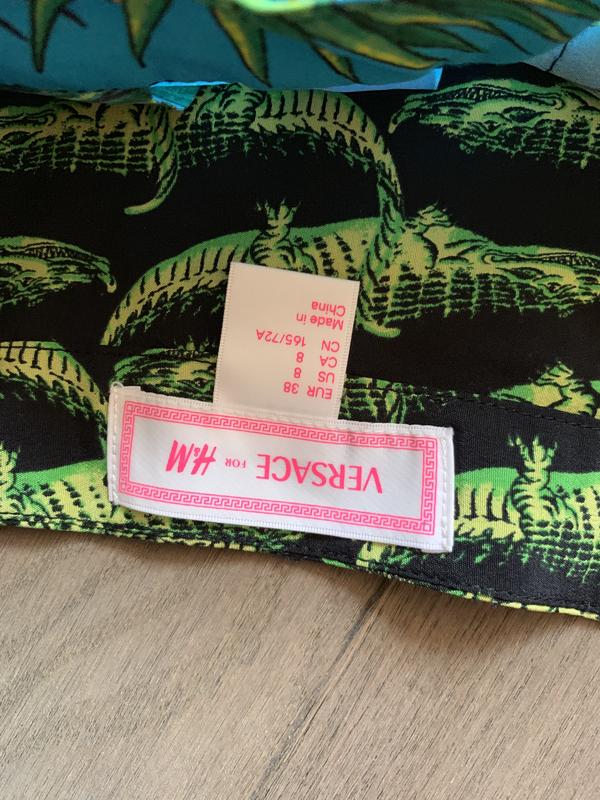 VERSACE FOR H&M
EUR 38
US 8
CA 8
CN 165/72A
Made in
China